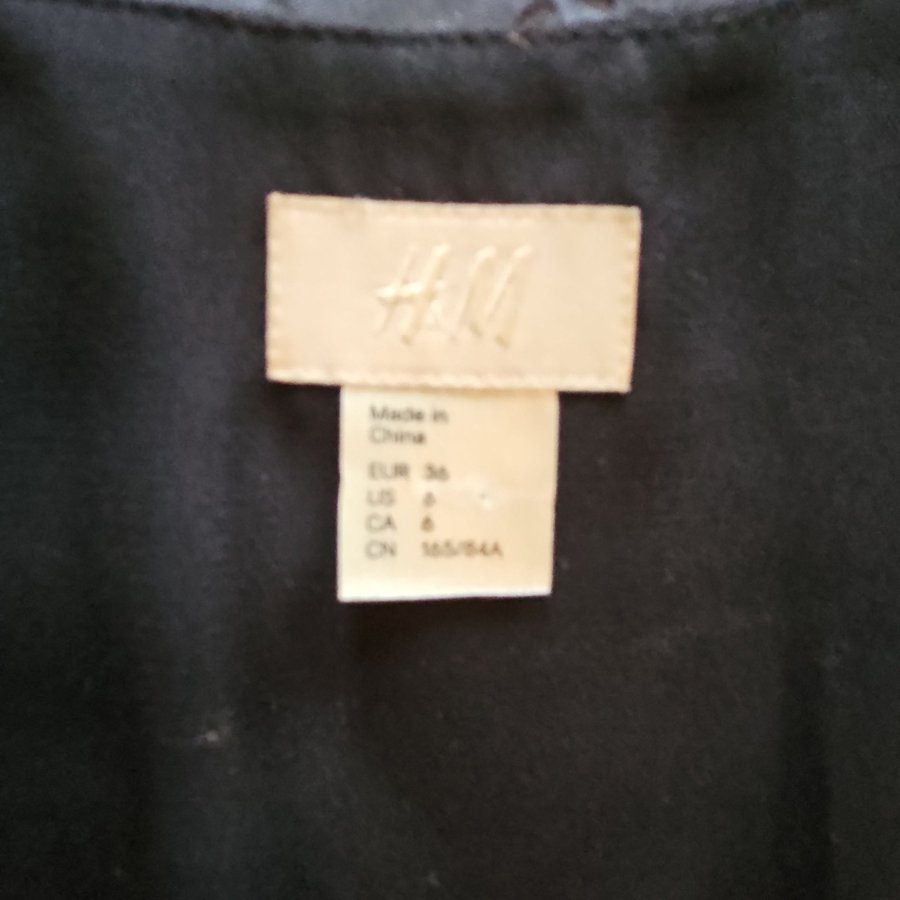 H&M
Made in
China
EUR 36
US 6
CA 6
CN 165/84A